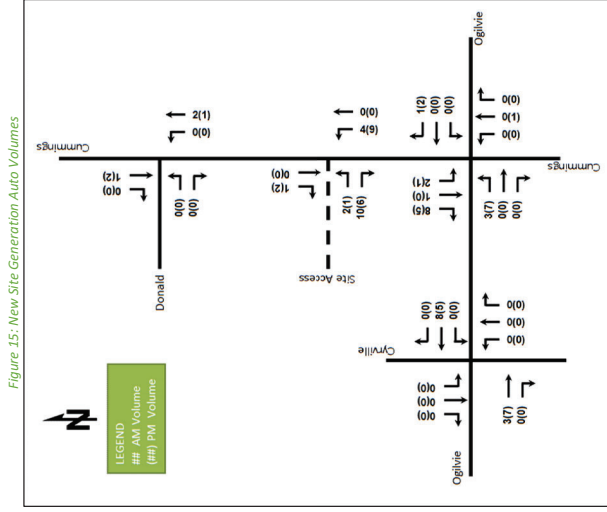 Figure 15: New Site Generation Auto Volumes
N
LEGEND
## AM Volume
(##) PM Volume
Cummings
1(2)
0(0)
2(1)
0(0)
Donald
0(0)
0(0)
0(0)
1(2)
0(0)
4(9)
Site Access
2(1)
10(6)
Cyrville
0(0)
8(5)
0(0)
0(0)
0(0)
0(0)
Ogilvie
3(7)
0(0)
0(0)
0(0)
0(0)
2(1)
1(0)
8(5)
1(2)
0(0)
0(0)
Ogilvie
3(7)
0(0)
0(0)
0(0)
0(1)
0(0)
Cummings